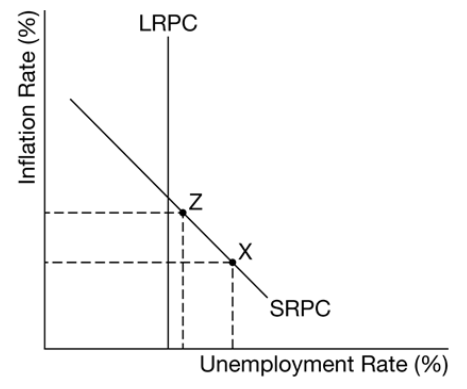 LRPC
Inflation Rate (%)
Z
X
SRPC
Unemployment Rate (%)